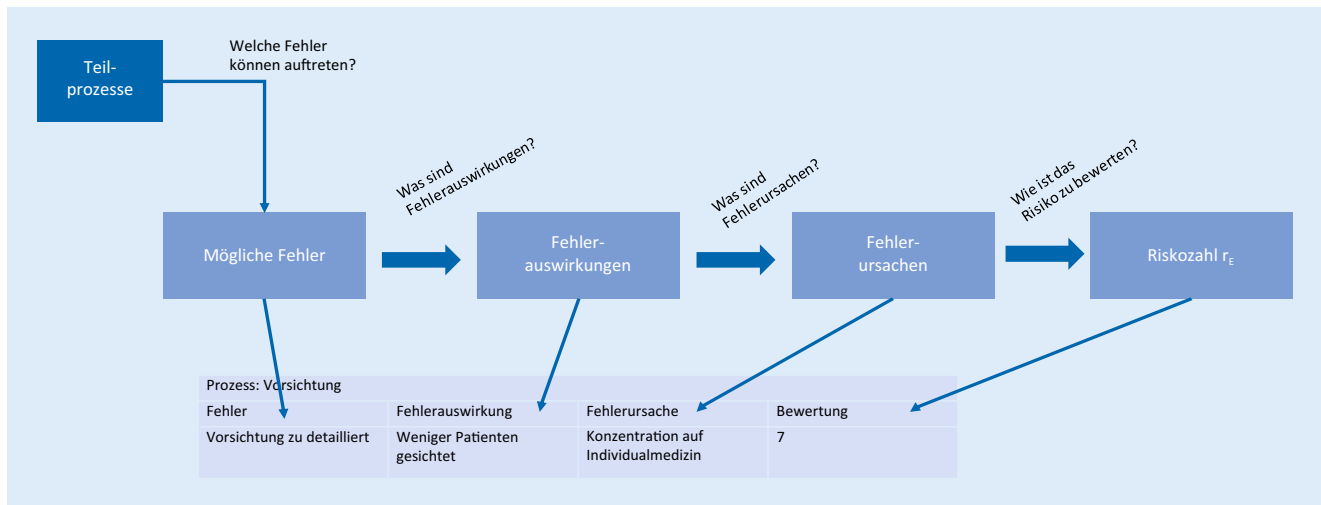 Welche Fehler
können auftreten?
Teil-
prozesse
Was sind
Fehlerauswirkungen?
Was sind
Fehlerursachen?
Wie ist das
Risiko zu bewerten?
Mögliche Fehler
Fehler-
auswirkungen
Fehler-
ursachen
Riskozahl r_E
Prozess: Vorsichtung
Fehler
Fehlerauswirkung
Fehlerursache
Bewertung
Vorsichtung zu detailliert
Weniger Patienten
gesichtet
Konzentration auf
Individualmedizin
7